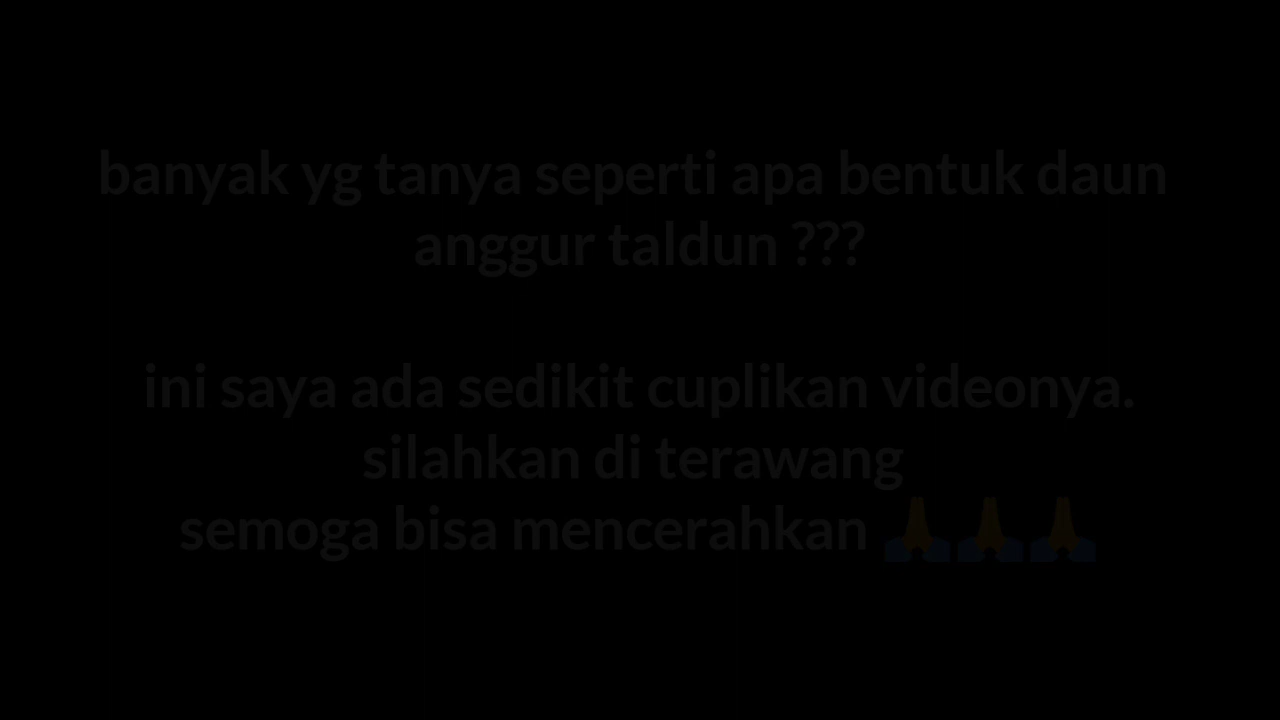 banyak yg tanya seperti apa bentuk daun
anggur taldun ???
ini saya ada sedikit cuplikan videonya.
silahkan di terawang
semoga bisa mencerahkan 🙏🙏🙏